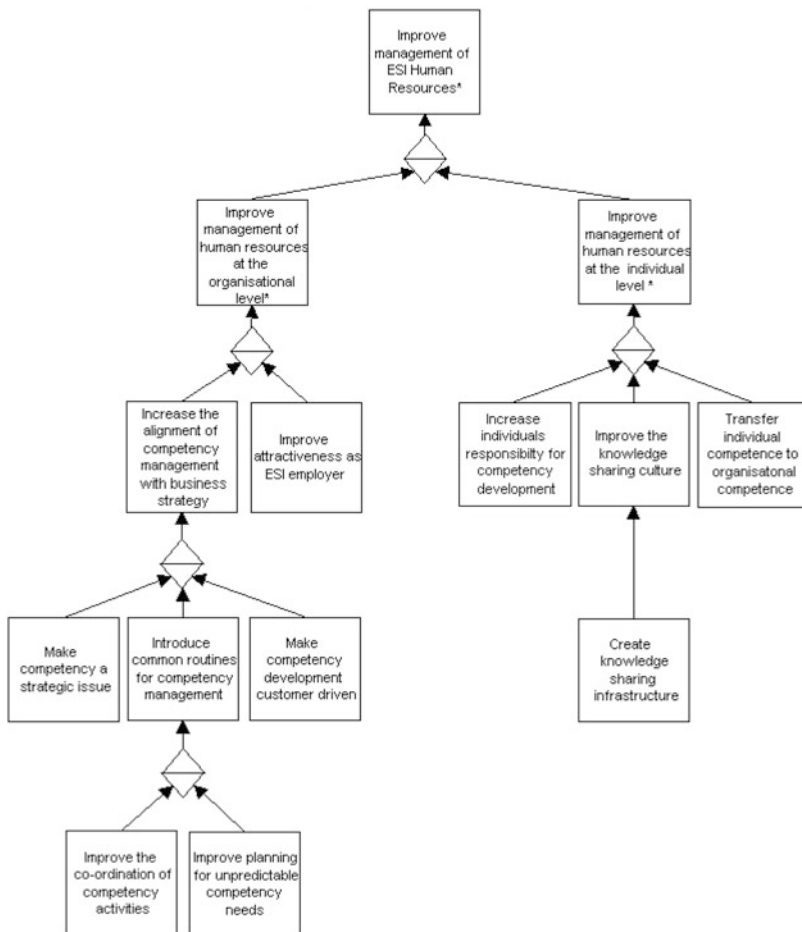 Improve
management of
ESI Human
Resources*
Improve
management of
human resources
at the
organisational
level*
Improve
management of
human resources
at the individual
level *
Increase the
alignment of
competency
management
with business
strategy
Improve
attractiveness as
ESI employer
Increase
individuals
responsibilty for
competency
development
Improve the
knowledge
sharing culture
Transfer
individual
competence to
organisatonal
competence
Make
competency a
strategic issue
Introduce
common routines
for competency
management
Make
competency
development
customer driven
Create
knowledge
sharing
infrastructure
Improve the
co-ordination of
competency
activities
Improve planning
for unpredictable
competency
needs